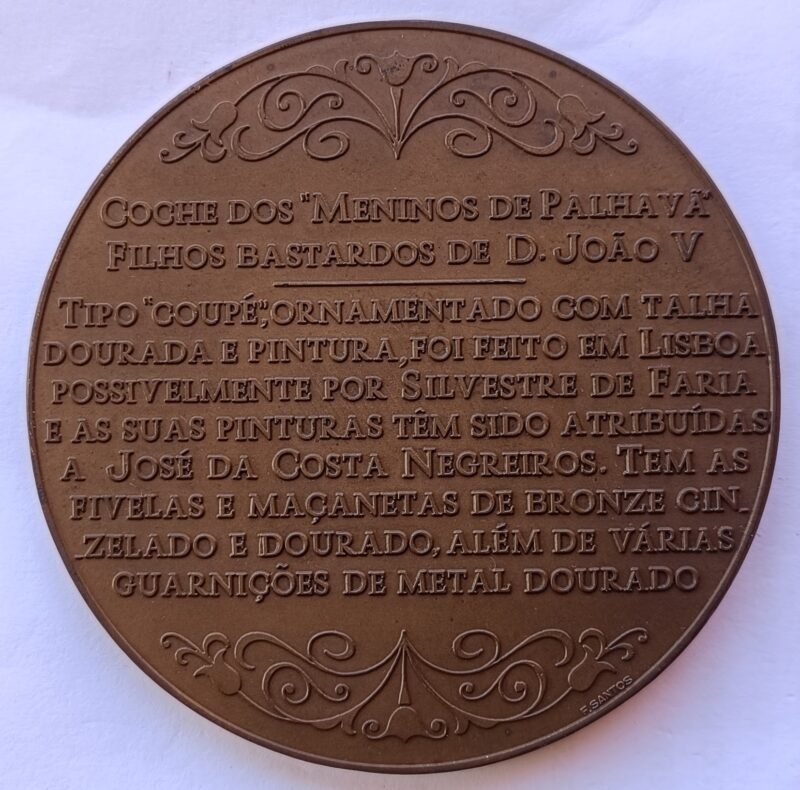 COCHE DOS "MENINOS DE PALHAVÃ"
FILHOS BASTARDOS DE D. JOÃO V
TIPO "COUPÉ", ORNAMENTADO COM TALHA
DOURADA E PINTURA, FOI FEITO EM LISBOA
POSSIVELMENTE POR SILVESTRE DE FARIA
E AS SUAS PINTURAS TÊM SIDO ATRIBUÍDAS
A JOSÉ DA COSTA NEGREIROS. TEM AS
FIVELAS E MAÇANETAS DE BRONZE CIN_
_ZELADO E DOURADO, ALÉM DE VÁRIAS
GUARNIÇÕES DE METAL DOURADO
F. SANTOS